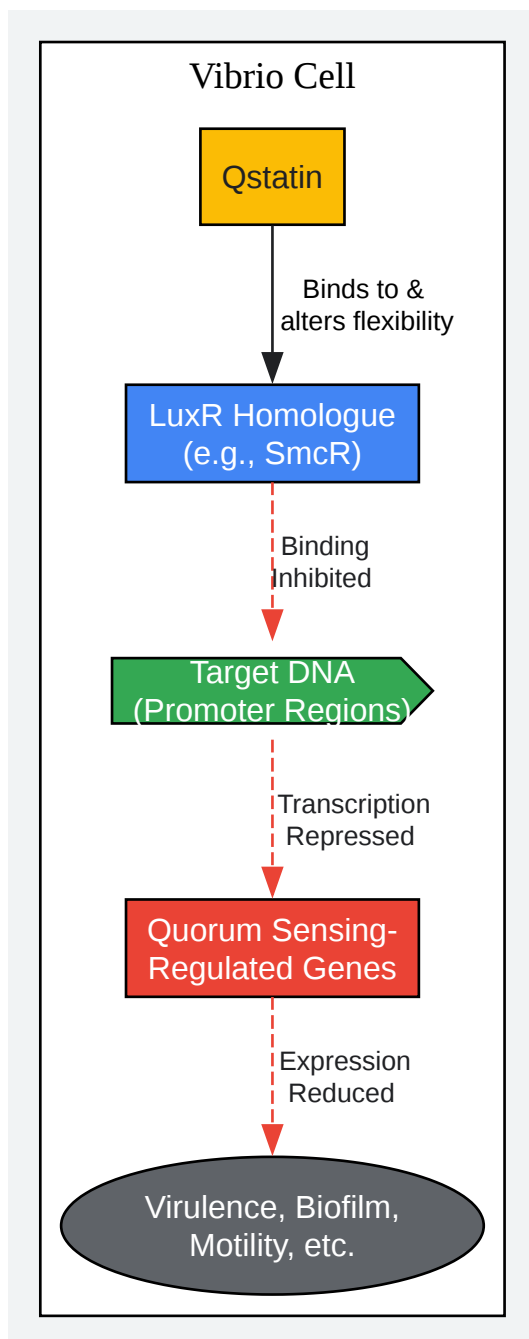 Vibrio Cell
Qstatin
Binds to &
alters flexibility
LuxR Homologue
(e.g., SmcR)
Binding
Inhibited
Target DNA
(Promoter Regions)
Transcription
Repressed
Quorum Sensing-
Regulated Genes
Expression
Reduced
Virulence, Biofilm,
Motility, etc.